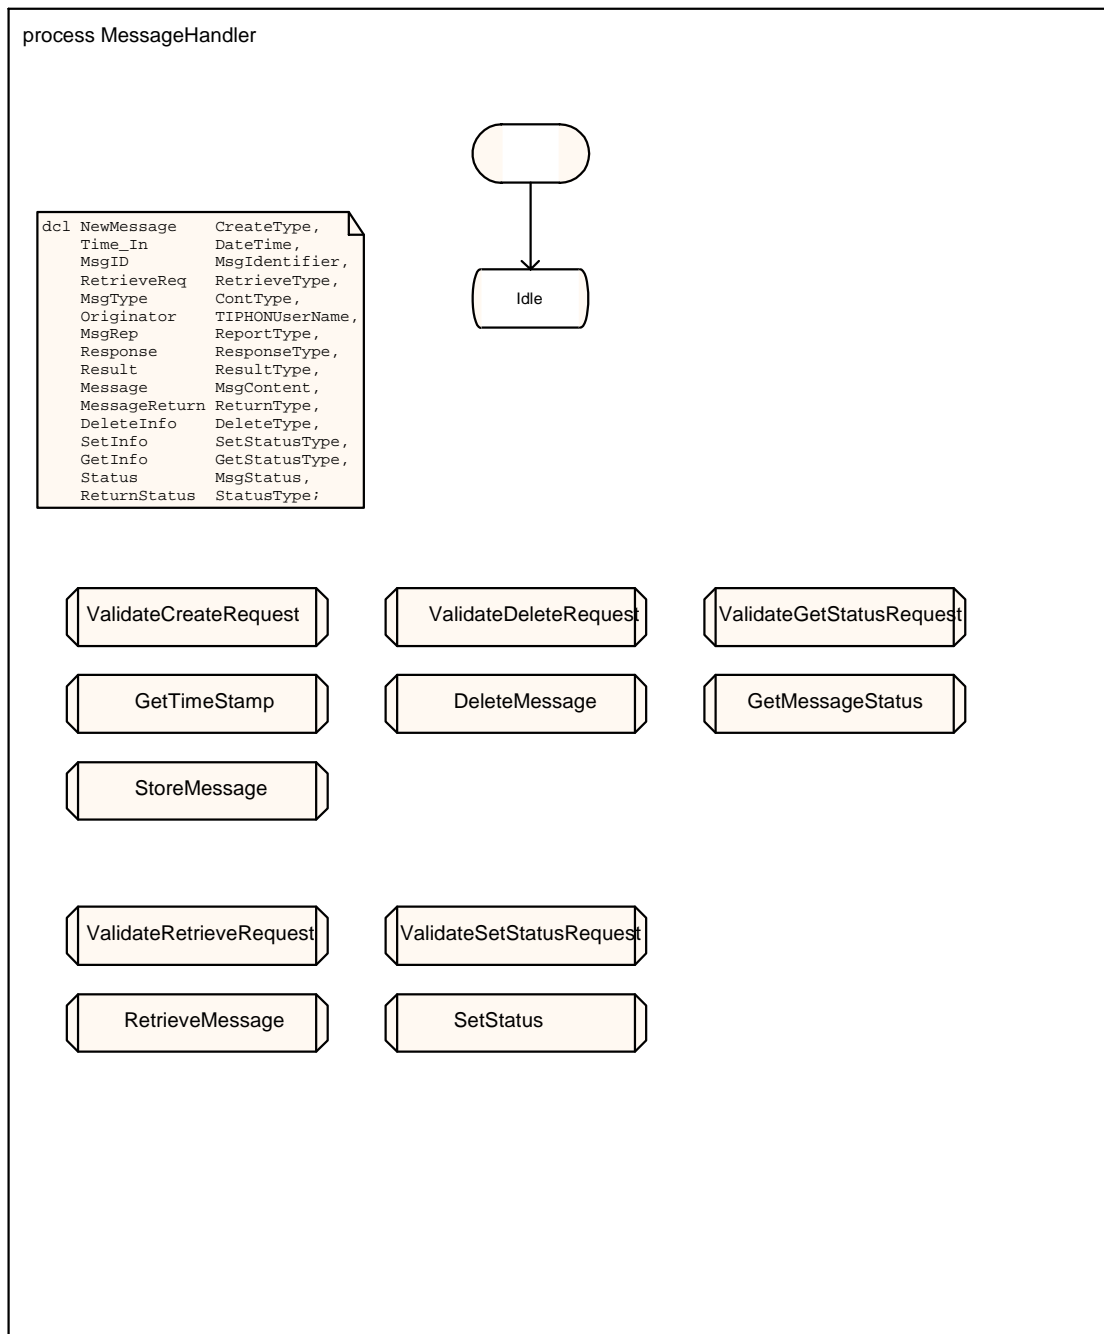 process MessageHandler
dcl NewMessage    CreateType,
    Time_In       DateTime,
    MsgID         MsgIdentifier,
    RetrieveReq   RetrieveType,
    MsgType       ContType,
    Originator    TIPHONUserName,
    MsgRep        ReportType,
    Response      ResponseType,
    Result        ResultType,
    Message       MsgContent,
    MessageReturn ReturnType,
    DeleteInfo    DeleteType,
    SetInfo       SetStatusType,
    GetInfo       GetStatusType,
    Status        MsgStatus,
    ReturnStatus  StatusType;
Idle
ValidateCreateRequest
ValidateDeleteRequest
ValidateGetStatusRequest
GetTimeStamp
DeleteMessage
GetMessageStatus
StoreMessage
ValidateRetrieveRequest
ValidateSetStatusRequest
RetrieveMessage
SetStatus